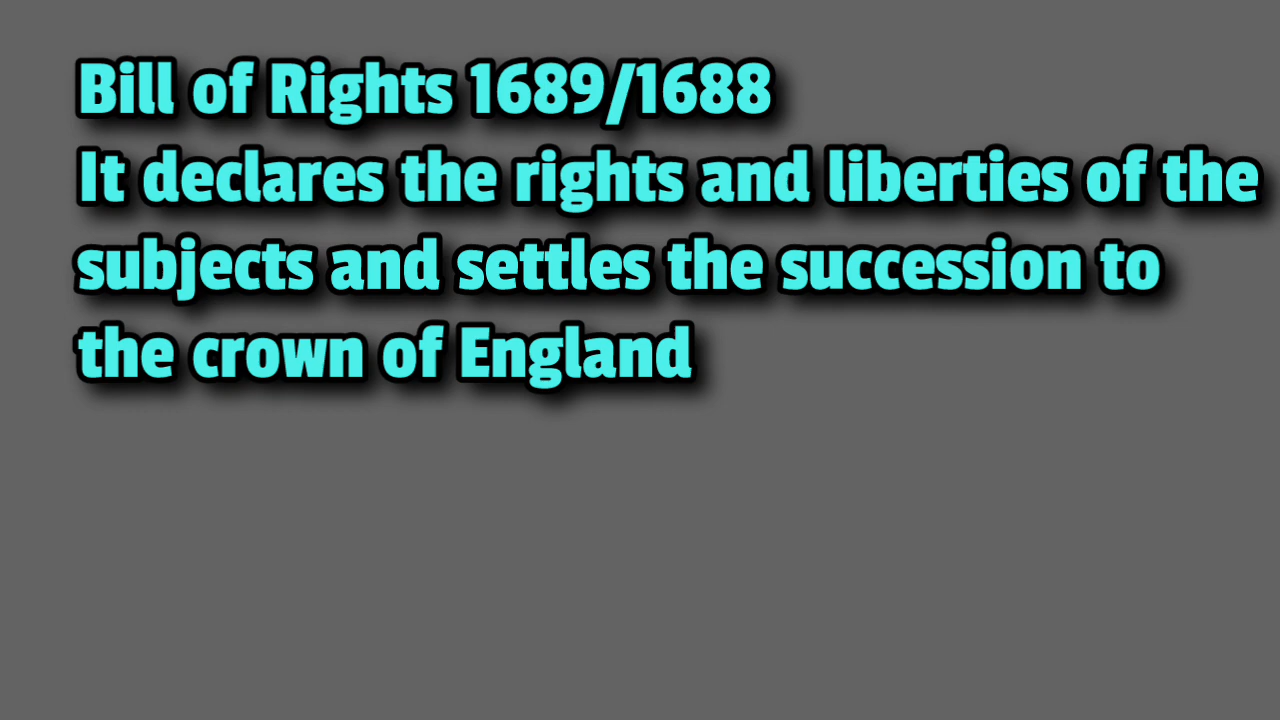 Bill of Rights 1689/1688
It declares the rights and liberties of the
subjects and settles the succession to
the crown of England